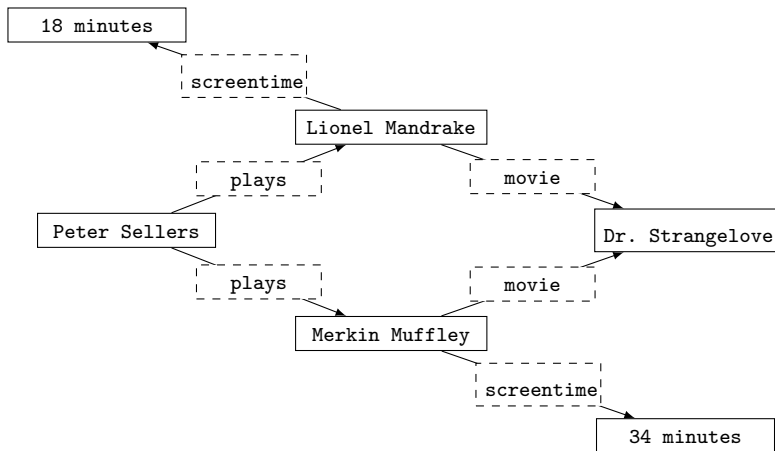 18 minutes
screentime
Lionel Mandrake
plays
movie
Peter Sellers
Dr. Strangelove
plays
movie
Merkin Muffley
screentime
34 minutes